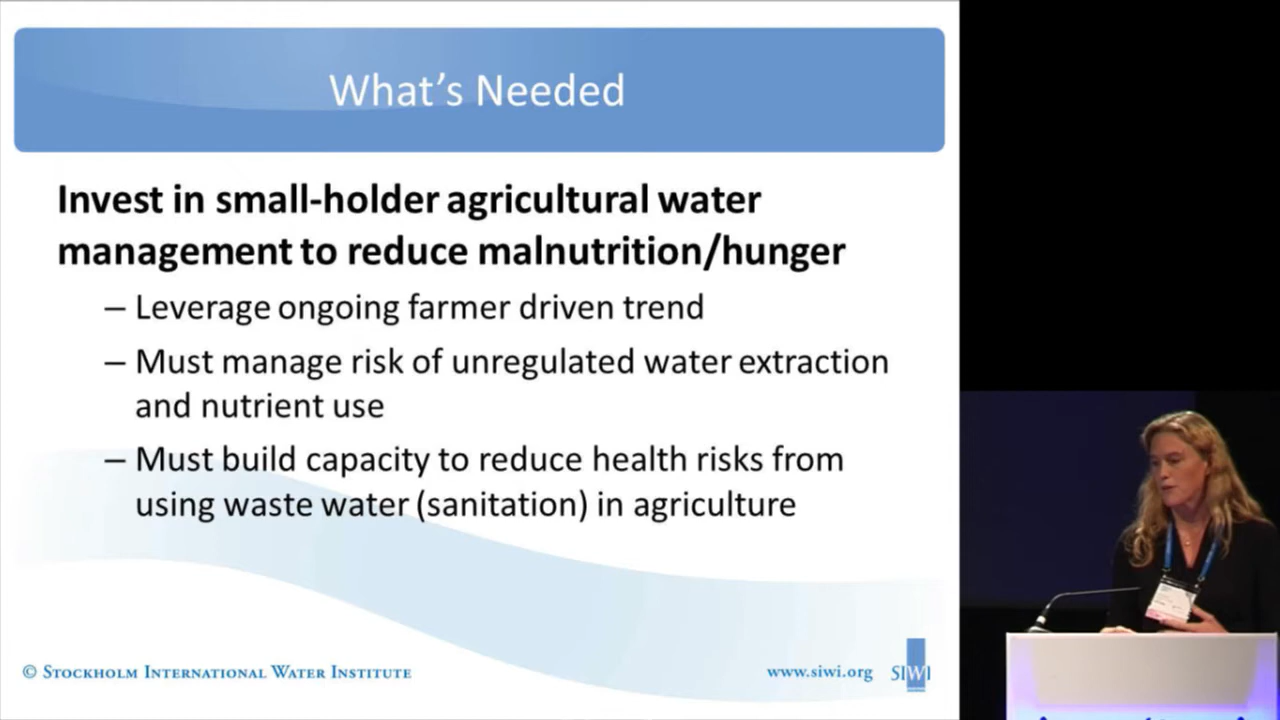 What's Needed
Invest in small-holder agricultural water
management to reduce malnutrition/hunger
– Leverage ongoing farmer driven trend
– Must manage risk of unregulated water extraction
and nutrient use
– Must build capacity to reduce health risks from
using waste water (sanitation) in agriculture
© STOCKHOLM INTERNATIONAL WATER INSTITUTE
www.siwi.org
SIWI